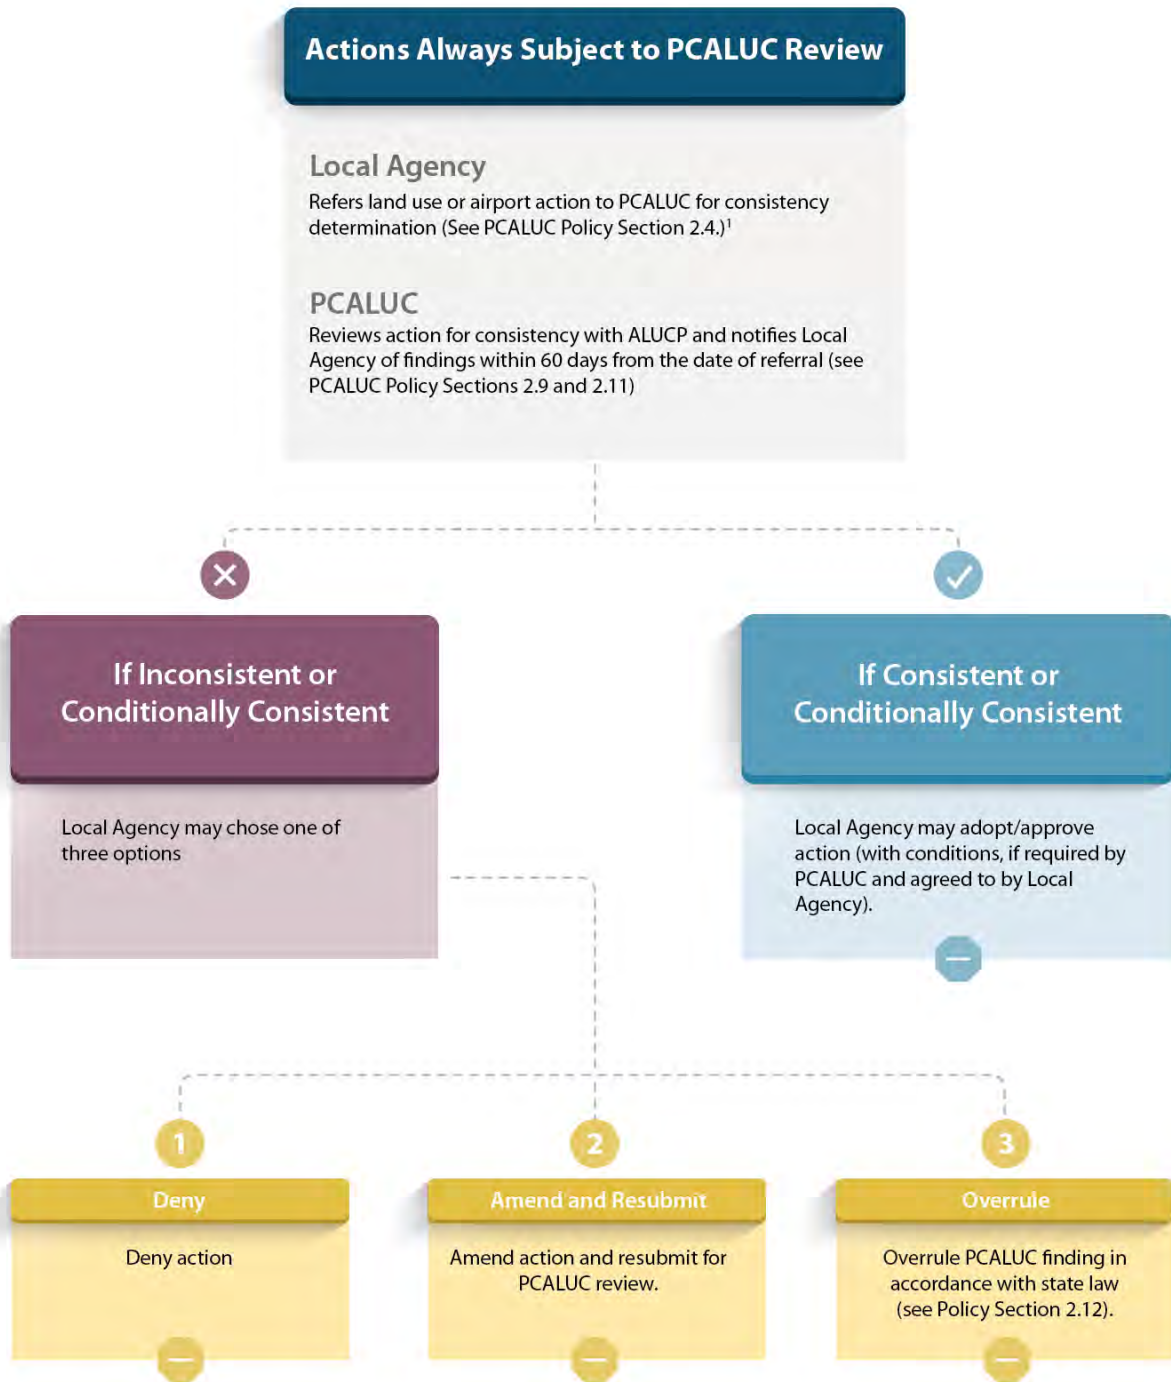 Actions Always Subject to PCALUC Review
Local Agency
Refers land use or airport action to PCALUC for consistency
determination (See PCALUC Policy Section 2.4.)¹
PCALUC
Reviews action for consistency with ALUCP and notifies Local
Agency of findings within 60 days from the date of referral (see
PCALUC Policy Sections 2.9 and 2.11)
If Inconsistent or
Conditionally Consistent
Local Agency may chose one of
three options
If Consistent or
Conditionally Consistent
Local Agency may adopt/approve
action (with conditions, if required by
PCALUC and agreed to by Local
Agency).
1
Deny
Deny action
2
Amend and Resubmit
Amend action and resubmit for
PCALUC review.
3
Overrule
Overrule PCALUC finding in
accordance with state law
(see Policy Section 2.12).